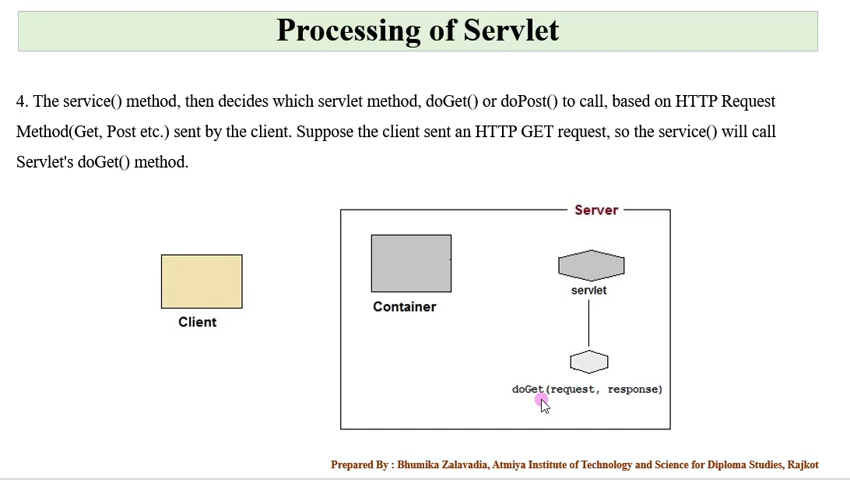 Processing of Servlet
4. The service() method, then decides which servlet method, doGet() or doPost() to call, based on HTTP Request
Method(Get, Post etc.) sent by the client. Suppose the client sent an HTTP GET request, so the service() will call
Servlet's doGet() method.
Server
servlet
Container
Client
doGet(request, response)
Prepared By : Bhumika Zalavadia, Atmiya Institute of Technology and Science for Diploma Studies, Rajkot